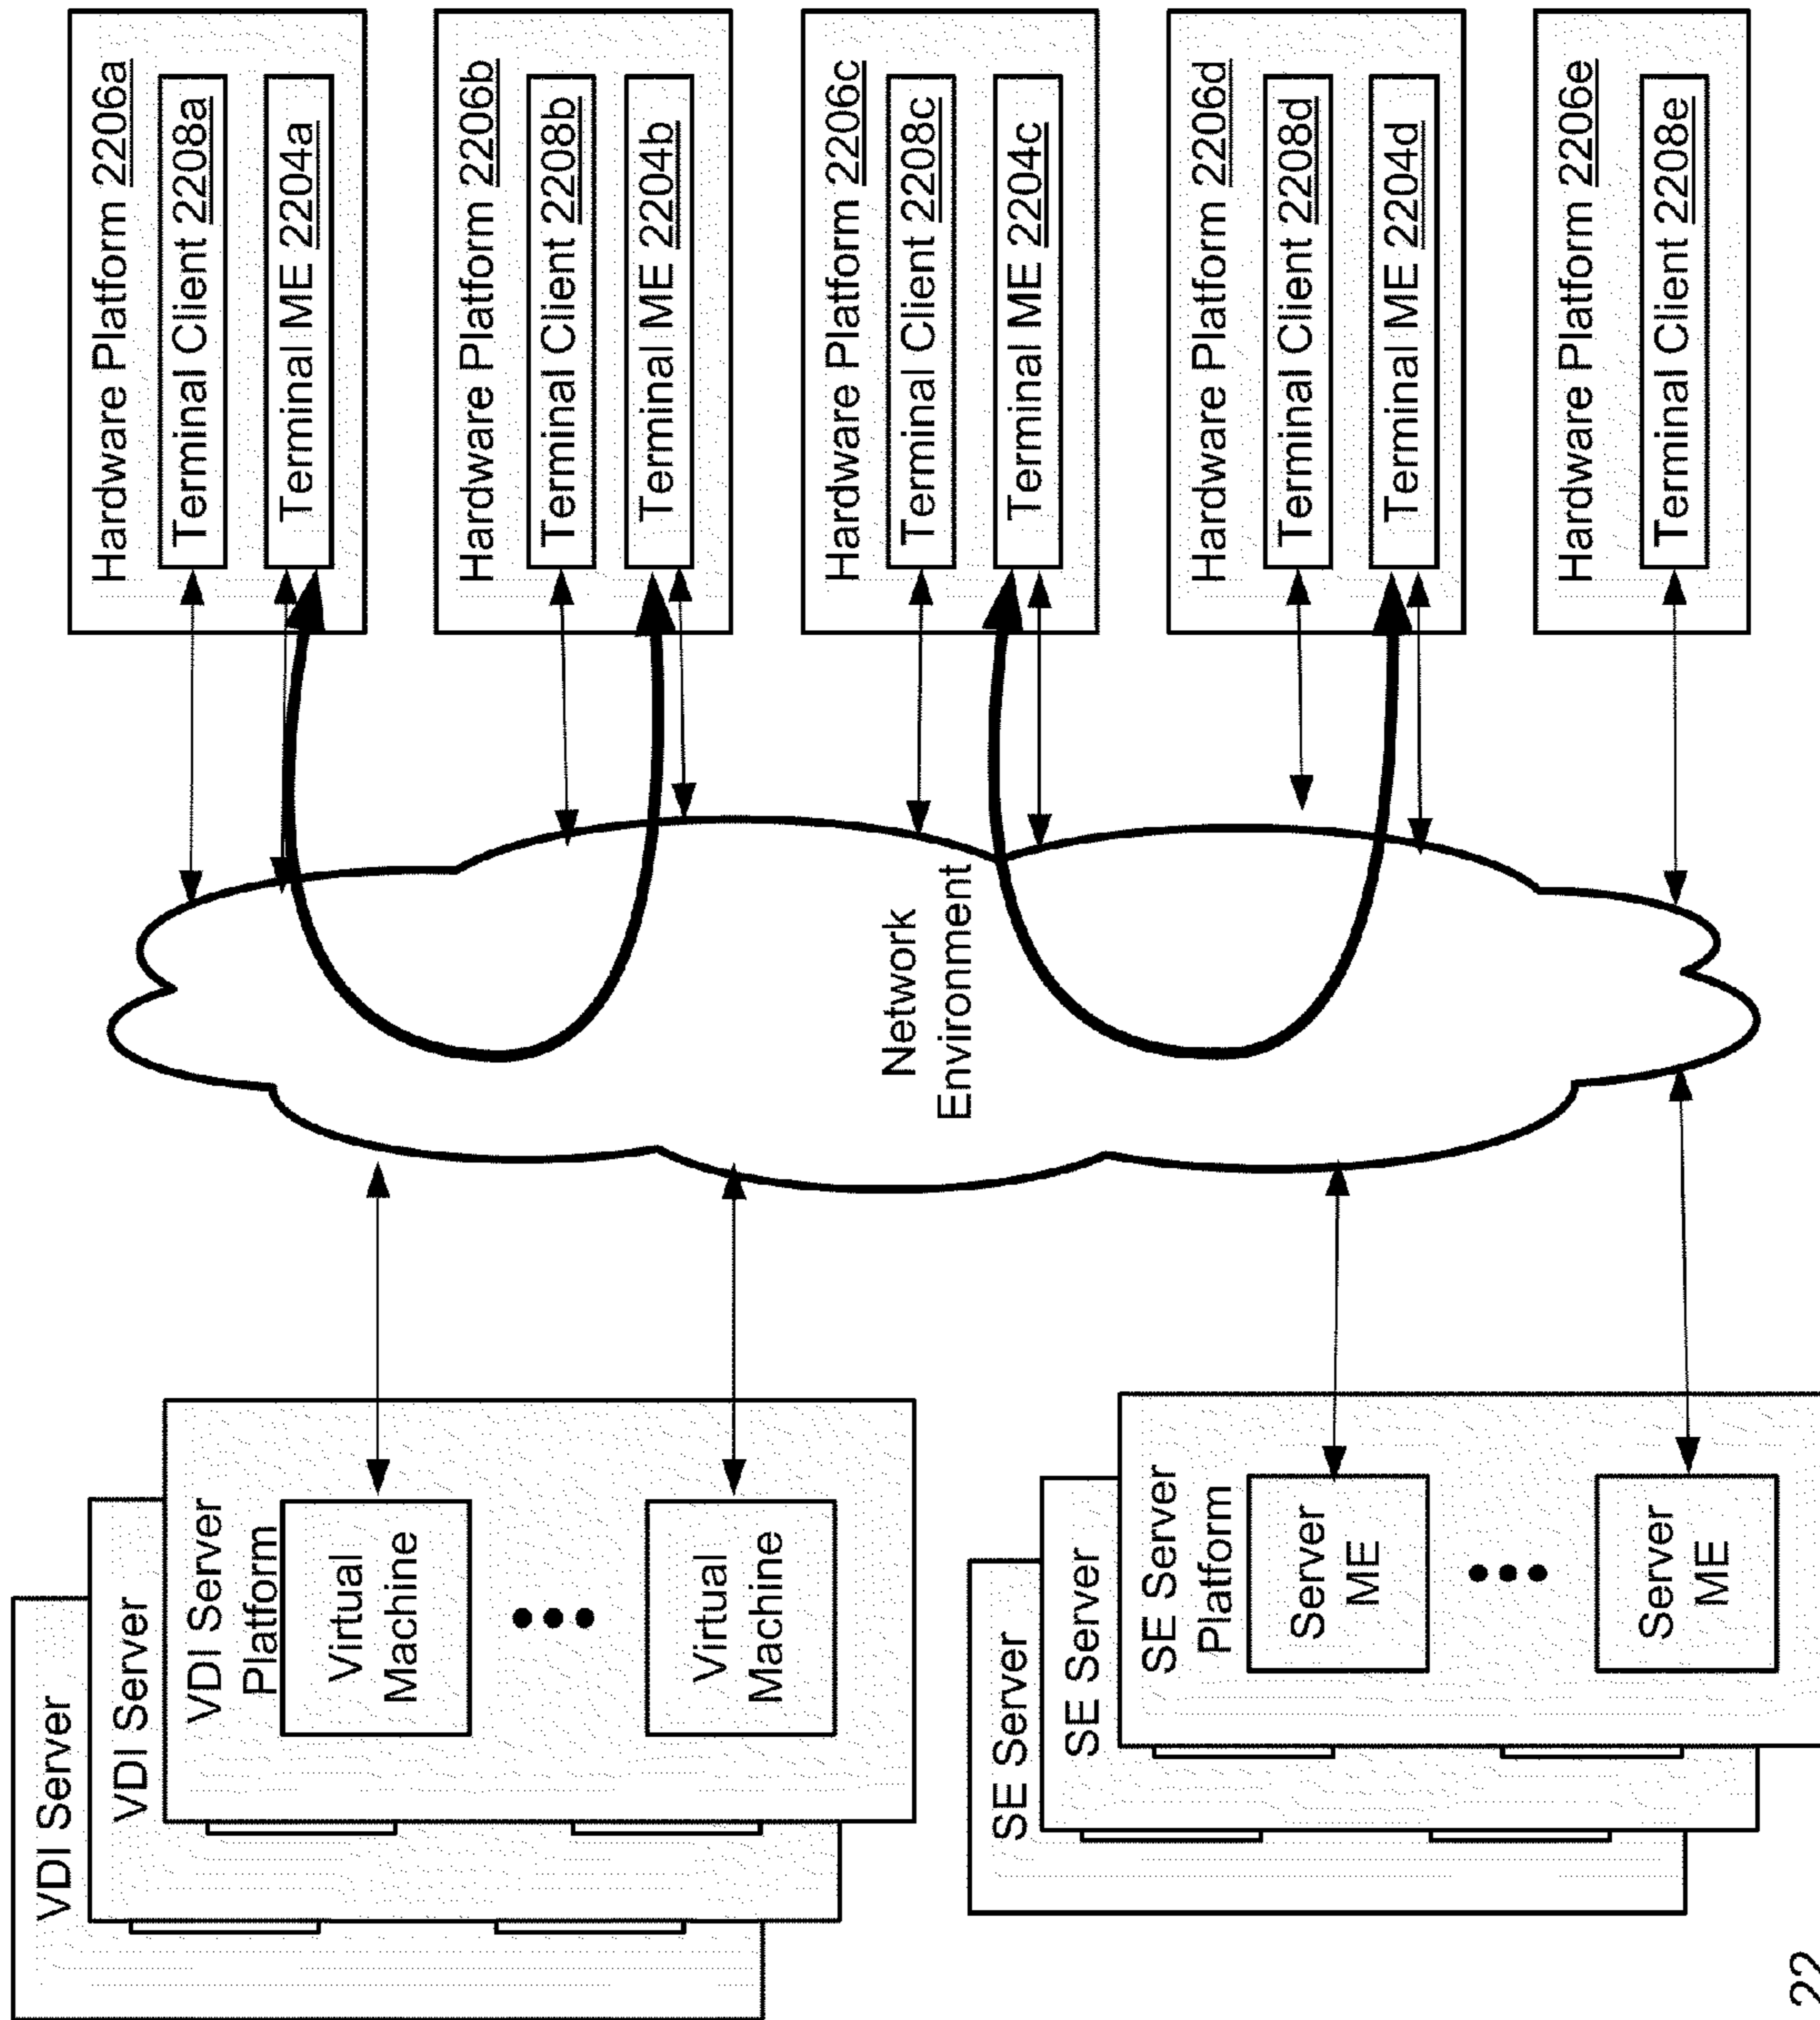 VDI Server
VDI Server
VDI Server
Platform
Virtual
Machine
Virtual
Machine
SE Server
SE Server
SE Server
Platform
Server
ME
Server
ME
Network
Environment
Hardware Platform 2206a
Terminal Client 2208a
Terminal ME 2204a
Hardware Platform 2206b
Terminal Client 2208b
Terminal ME 2204b
Hardware Platform 2206c
Terminal Client 2208c
Terminal ME 2204c
Hardware Platform 2206d
Terminal Client 2208d
Terminal ME 2204d
Hardware Platform 2206e
Terminal Client 2208e
22